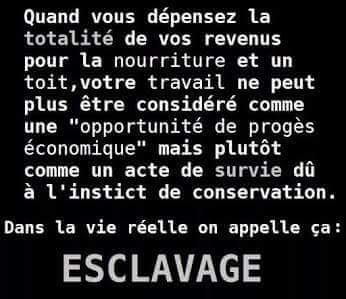 Quand vous dépensez la
totalité de vos revenus
pour la nourriture et un
toit,votre travail ne peut
plus être considéré comme
une "opportunité de progès
économique" mais plutôt
comme un acte de survie dû
à l'instict de conservation.
Dans la vie réelle on appelle ça:
ESCLAVAGE